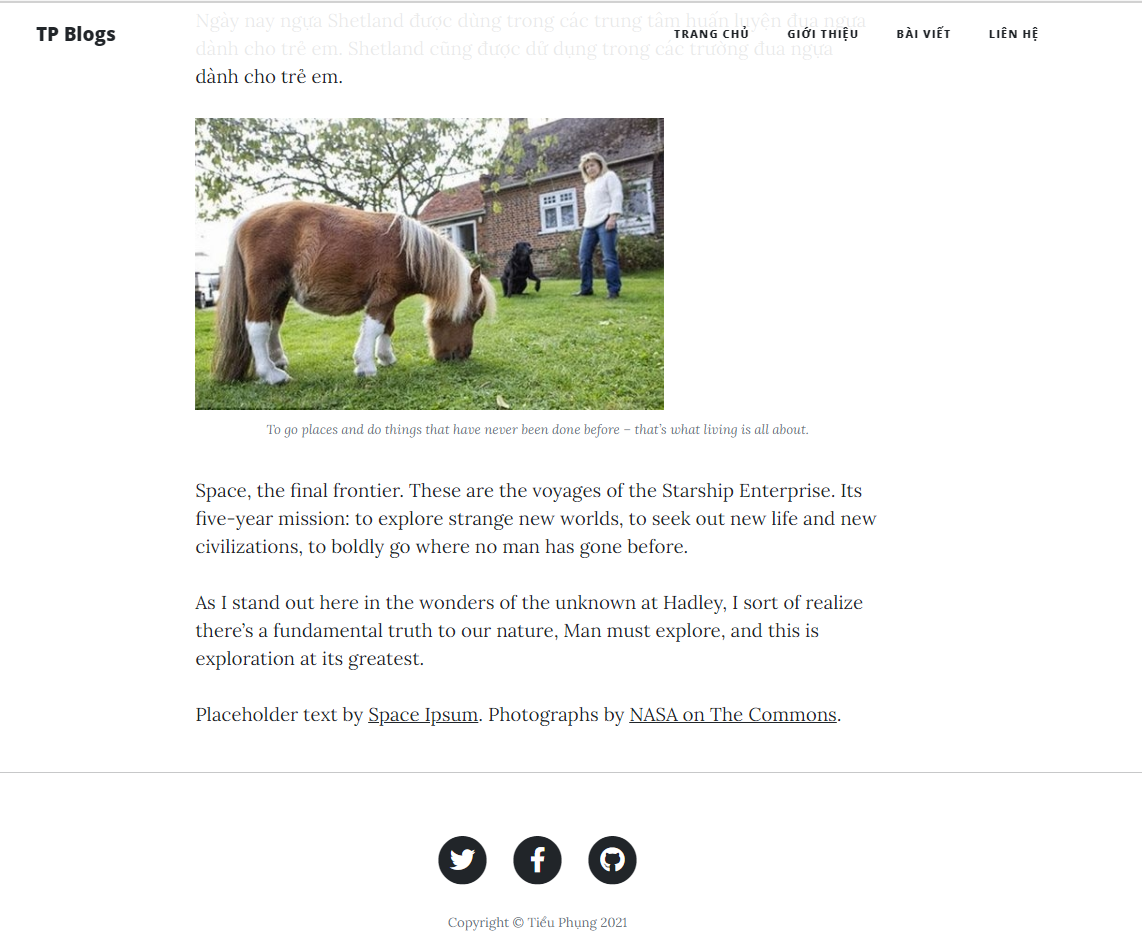 Ngày nay ngựa Shetland được dùng trong các trung tâm huấn luyện đua ngựa
TP Blogs
TRANG CHỦ
GIỚI THIỆU
BÀI VIẾT
LIÊN HỆ
dành cho trẻ em. Shetland cũng được dử dụng trong các trường đua ngựa
dành cho trẻ em.
To go places and do things that have never been done before – that's what living is all about.
Space, the final frontier. These are the voyages of the Starship Enterprise. Its
five-year mission: to explore strange new worlds, to seek out new life and new
civilizations, to boldly go where no man has gone before.
As I stand out here in the wonders of the unknown at Hadley, I sort of realize
there's a fundamental truth to our nature, Man must explore, and this is
exploration at its greatest.
Placeholder text by Space Ipsum. Photographs by NASA on The Commons.
Copyright © Tiểu Phụng 2021